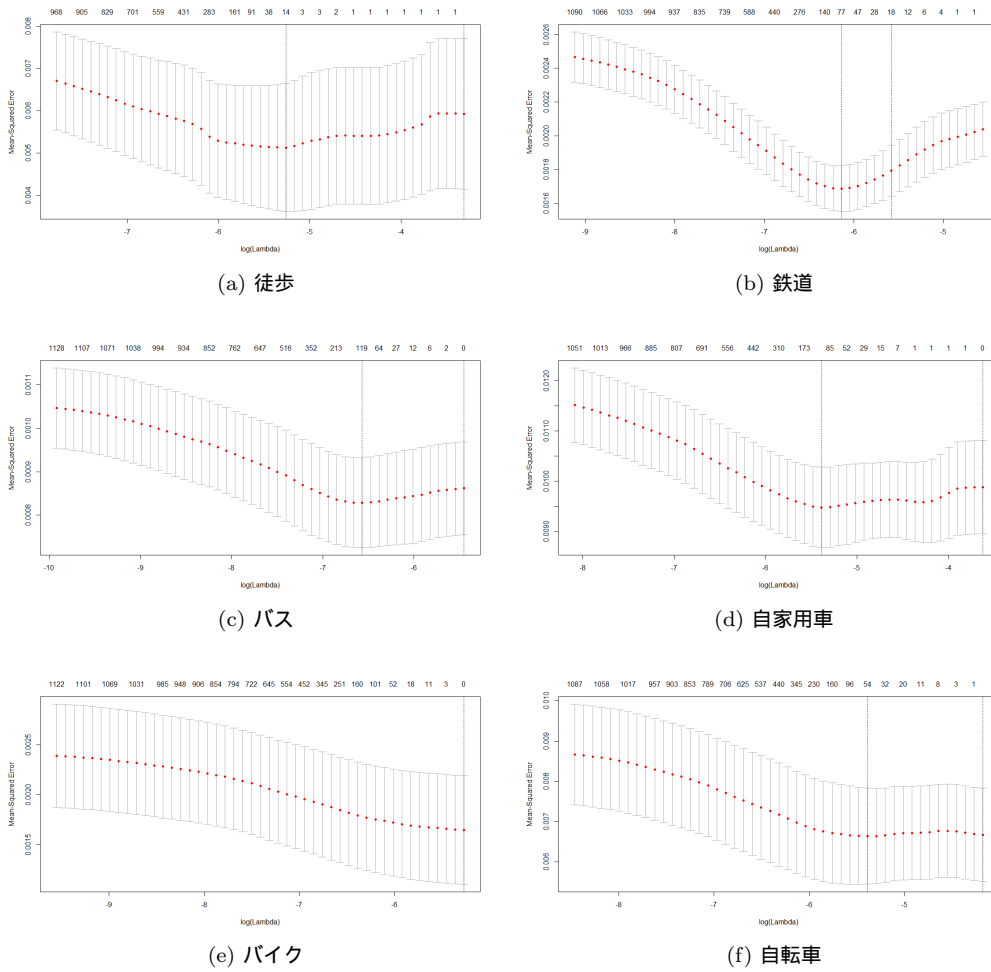 968 905 829 701 559 431 283 161 91 38 14 3 3 2 1 1 1 1 1 1
0.008
0.007
0.006
0.005
0.004
Mean-Squared Error
-7 -6 -5 -4
log(Lambda)
(a) 徒歩
1090 1066 1033 994 937 835 739 588 440 276 140 77 47 28 18 12 6 4 1 1
0.0026
0.0024
0.0022
0.0020
0.0018
0.0016
Mean-Squared Error
-9 -8 -7 -6 -5
log(Lambda)
(b) 鉄道
1128 1107 1071 1038 994 934 852 762 647 516 352 213 119 64 27 12 6 2 0
0.0011
0.0010
0.0009
0.0008
Mean-Squared Error
-10 -9 -8 -7 -6
log(Lambda)
(c) バス
1051 1013 966 885 807 691 556 442 310 173 85 52 29 15 7 1 1 1 1 0
0.0120
0.0110
0.0100
0.0090
Mean-Squared Error
-8 -7 -6 -5 -4
log(Lambda)
(d) 自家用車
1122 1101 1069 1031 985 948 906 854 794 722 645 554 452 345 251 160 101 52 18 11 3 0
0.0025
0.0020
0.0015
Mean-Squared Error
-9 -8 -7 -6
log(Lambda)
(e) バイク
1087 1058 1017 957 903 853 789 706 625 537 440 345 230 160 96 54 32 20 11 8 3 1
0.010
0.009
0.008
0.007
0.006
Mean-Squared Error
-8 -7 -6 -5
log(Lambda)
(f) 自転車